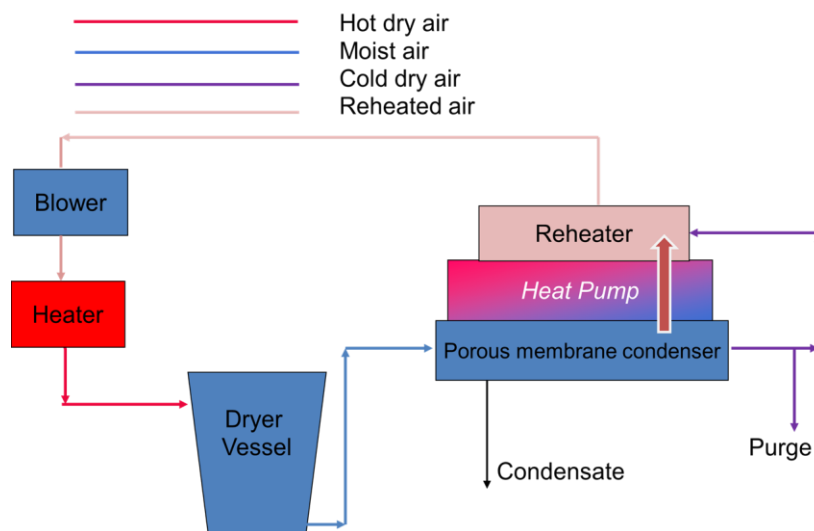 Hot dry air
Moist air
Cold dry air
Reheated air
Blower
Reheater
Heat Pump
Heater
Porous membrane condenser
Dryer
Vessel
Purge
Condensate